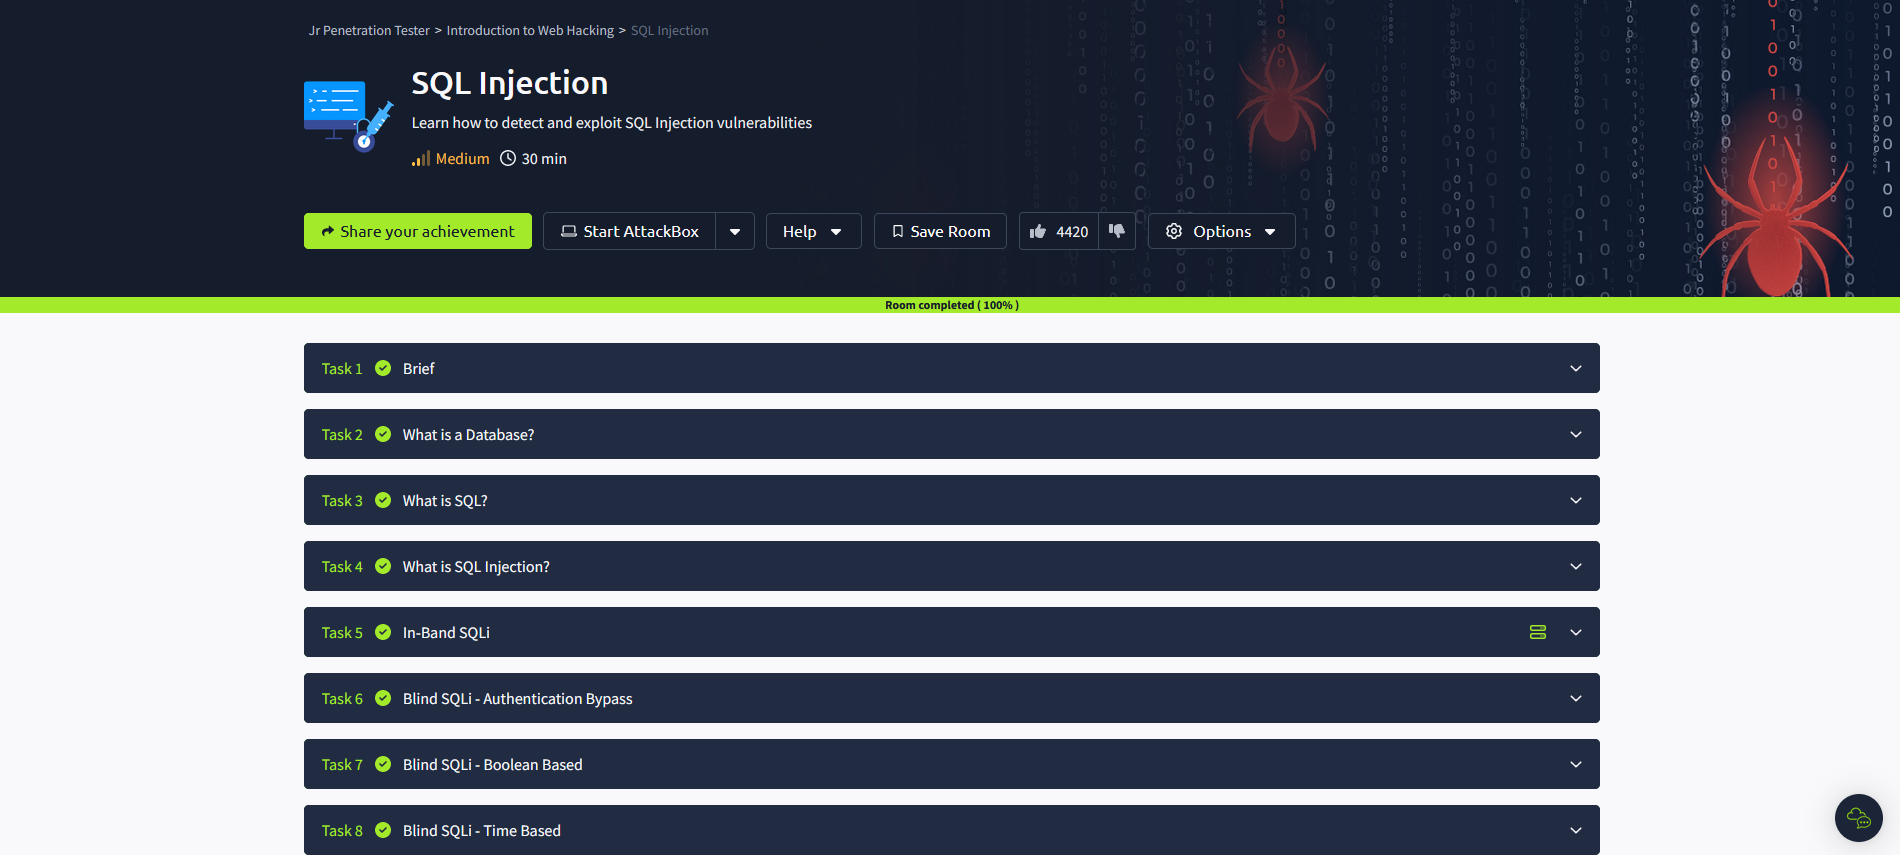 Jr Penetration Tester > Introduction to Web Hacking > SQL Injection
SQL Injection
Learn how to detect and exploit SQL Injection vulnerabilities
Medium 30 min
Share your achievement Start AttackBox Help Save Room 4420 Options
Room completed ( 100% )
Task 1 Brief
Task 2 What is a Database?
Task 3 What is SQL?
Task 4 What is SQL Injection?
Task 5 In-Band SQLi
Task 6 Blind SQLi - Authentication Bypass
Task 7 Blind SQLi - Boolean Based
Task 8 Blind SQLi - Time Based